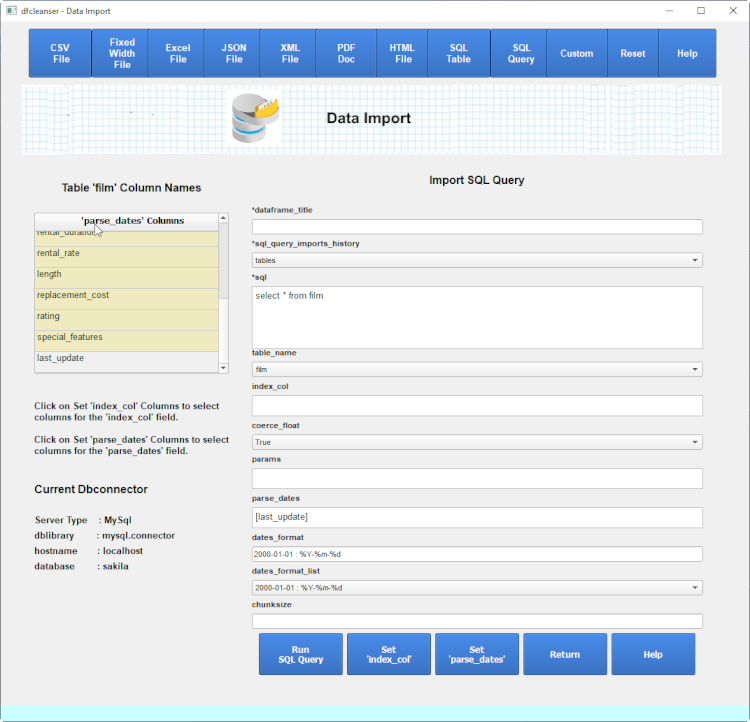 dfcleanser - Data Import
CSV
File
Fixed
Width
File
Excel
File
JSON
File
XML
File
PDF
Doc
HTML
File
SQL
Table
SQL
Query
Custom
Reset
Help
Data Import
Table 'film' Column Names
'parse_dates' Columns
rental_duration
rental_rate
length
replacement_cost
rating
special_features
last_update
Click on Set 'index_col' Columns to select
columns for the 'index_col' field.
Click on Set 'parse_dates' Columns to select
columns for the 'parse_dates' field.
Current Dbconnector
Server Type : MySql
dblibrary : mysql.connector
hostname : localhost
database : sakila
Import SQL Query
*dataframe_title
*sql_query_imports_history
tables
*sql
select * from film
table_name
film
index_col
coerce_float
True
params
parse_dates
[last_update]
dates_format
2000-01-01 : %Y-%m-%d
dates_format_list
2000-01-01 : %Y-%m-%d
chunksize
Run
SQL Query
Set
'index_col'
Set
'parse_dates'
Return
Help